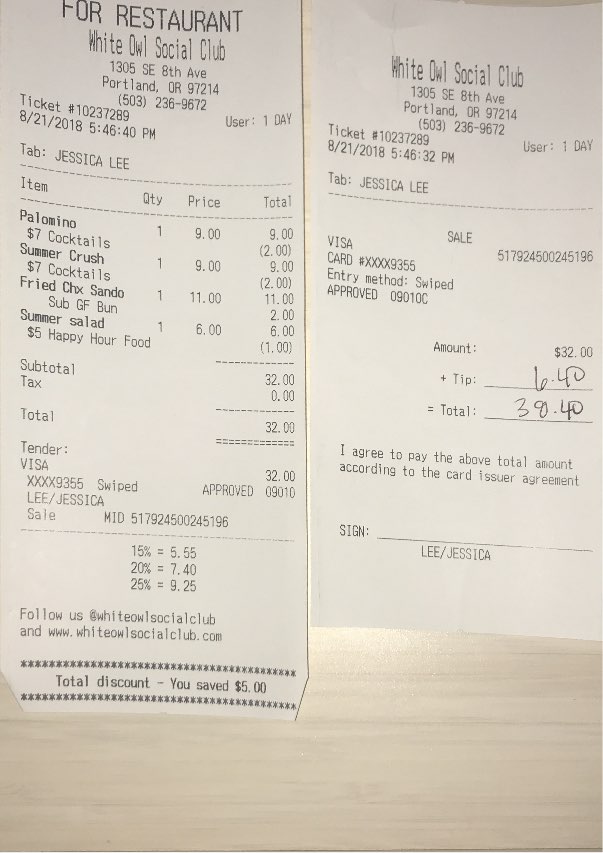 FOR RESTAURANT
White Owl Social Club
1305 SE 8th Ave
Portland, OR 97214
(503) 236-9672
Ticket #10237289
User: 1 DAY
8/21/2018 5:46:40 PM
Tab: JESSICA LEE
Item Qty Price Total
Palomino 1 9.00 9.00
$7 Cocktails (2.00)
Summer Crush 1 9.00 9.00
$7 Cocktails (2.00)
Fried Chx Sando 1 11.00 11.00
Sub GF Bun 2.00
Summer salad 1 6.00 6.00
$5 Happy Hour Food (1.00)
Subtotal 32.00
Tax 0.00
Total 32.00
Tender:
VISA 32.00
XXXX9355 Swiped APPROVED 09010
LEE/JESSICA
Sale MID 517924500245196
15% = 5.55
20% = 7.40
25% = 9.25
Follow us @whiteowlsocialclub
and www.whiteowlsocialclub.com
****************************************
Total discount - You saved $5.00
****************************************
White Owl Social Club
1305 SE 8th Ave
Portland, OR 97214
(503) 236-9672
Ticket #10237289
User: 1 DAY
8/21/2018 5:46:32 PM
Tab: JESSICA LEE
SALE
VISA 517924500245196
CARD #XXXX9355
Entry method: Swiped
APPROVED 09010C
Amount: $32.00
+ Tip: 6.40
= Total: 38.40
I agree to pay the above total amount
according to the card issuer agreement
SIGN:
LEE/JESSICA